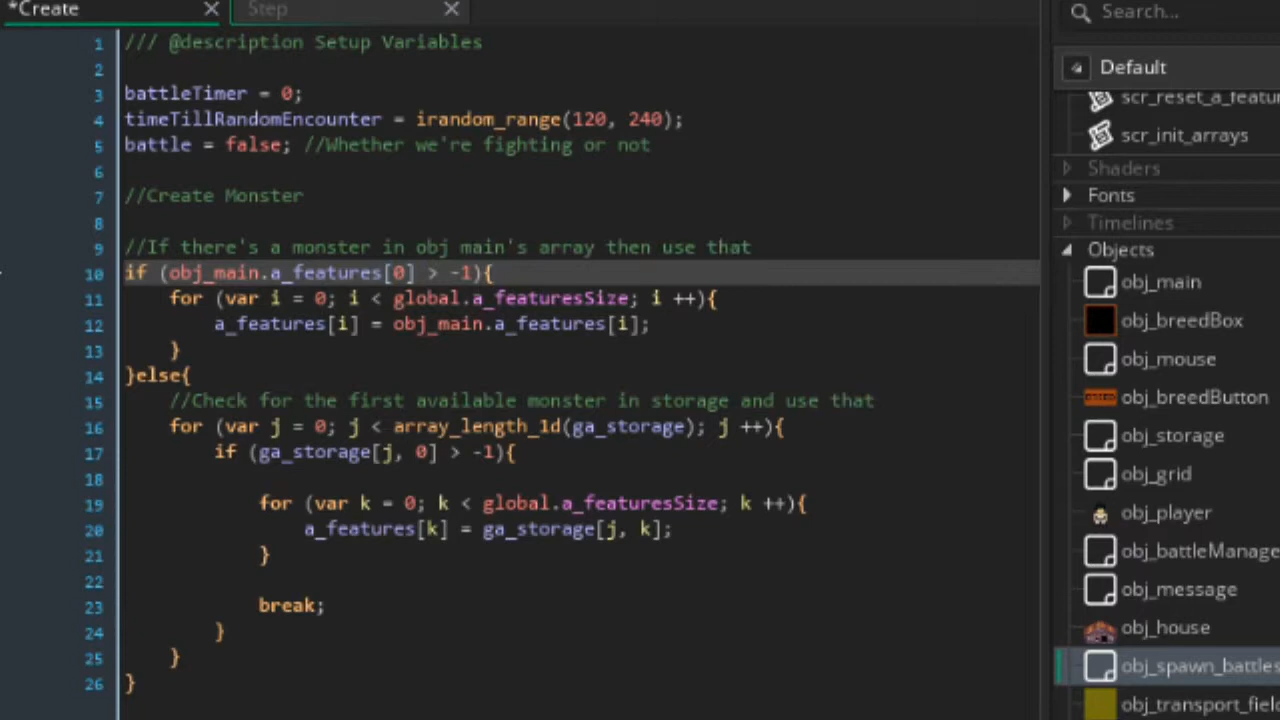 *Create
Step
1 /// @description Setup Variables
2
3 battleTimer = 0;
4 timeTillRandomEncounter = irandom_range(120, 240);
5 battle = false; //Whether we're fighting or not
6
7 //Create Monster
8
9 //If there's a monster in obj main's array then use that
10 if (obj_main.a_features[0] > -1){
11 for (var i = 0; i < global.a_featuresSize; i ++){
12 a_features[i] = obj_main.a_features[i];
13 }
14 }else{
15 //Check for the first available monster in storage and use that
16 for (var j = 0; j < array_length_1d(ga_storage); j ++){
17 if (ga_storage[j, 0] > -1){
18
19 for (var k = 0; k < global.a_featuresSize; k ++){
20 a_features[k] = ga_storage[j, k];
21 }
22
23 break;
24 }
25 }
26 }
Search...
Default
scr_reset_a_featur
scr_init_arrays
Shaders
Fonts
Timelines
Objects
obj_main
obj_breedBox
obj_mouse
obj_breedButton
obj_storage
obj_grid
obj_player
obj_battleManage
obj_message
obj_house
obj_spawn_battles
obj_transport_field